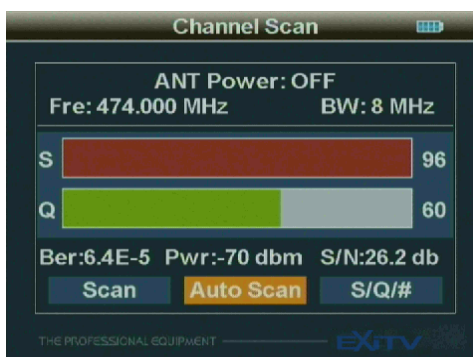 Channel Scan
ANT Power: OFF
Fre: 474.000 MHz BW: 8 MHz
S 96
Q 60
Ber:6.4E-5 Pwr:-70 dbm S/N:26.2 db
Scan Auto Scan S/Q/#
THE PROFESSIONAL EQUIPMENT EXiTV